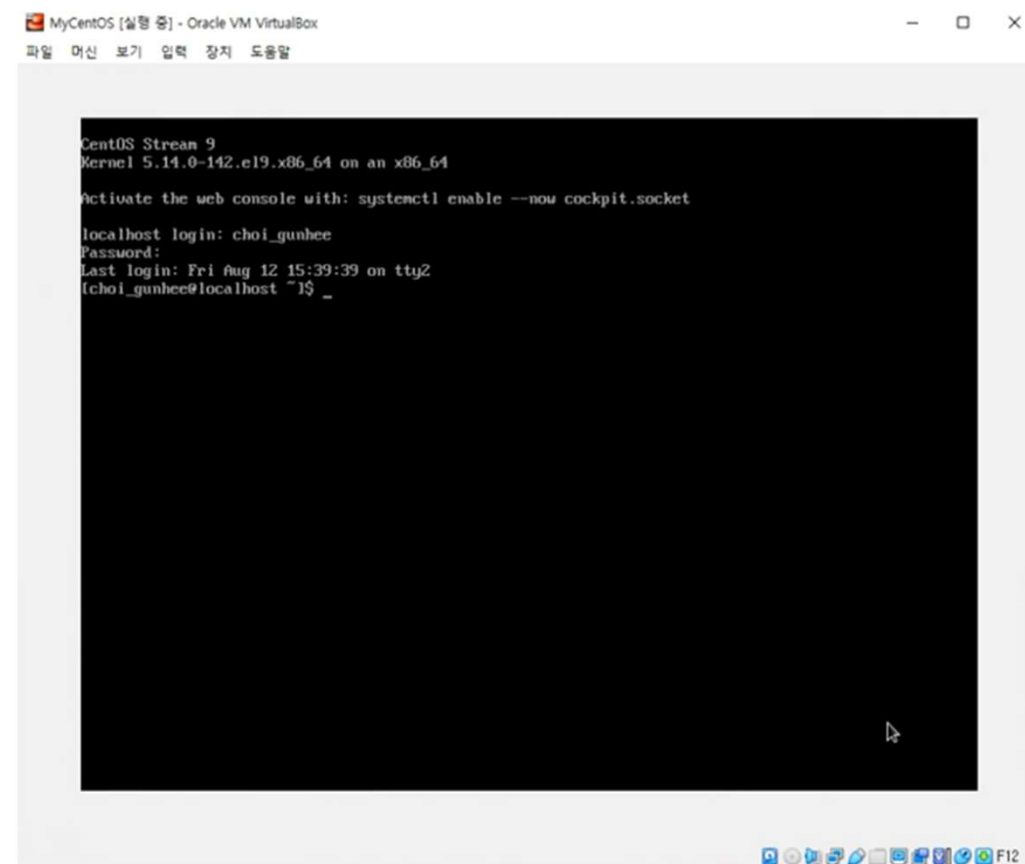 MyCentOS [실행 중] - Oracle VM VirtualBox
파일 머신 보기 입력 장치 도움말
CentOS Stream 9
Kernel 5.14.0-142.el9.x86_64 on an x86_64
Activate the web console with: systemctl enable --now cockpit.socket
localhost login: choi_gunhee
Password:
Last login: Fri Aug 12 15:39:39 on tty2
[choi_gunhee@localhost ~]$ _
F12